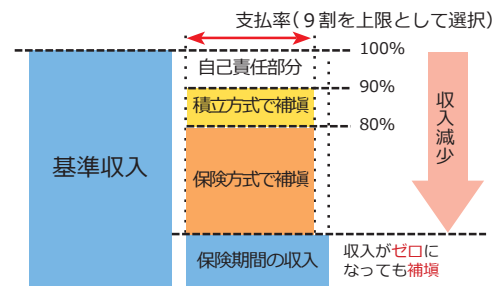 支払率(９割を上限として選択)
100%
自己責任部分
90%
積立方式で補塡
80%
基準収入
保険方式で補塡
収入減少
保険期間の収入
収入がゼロに
なっても補塡